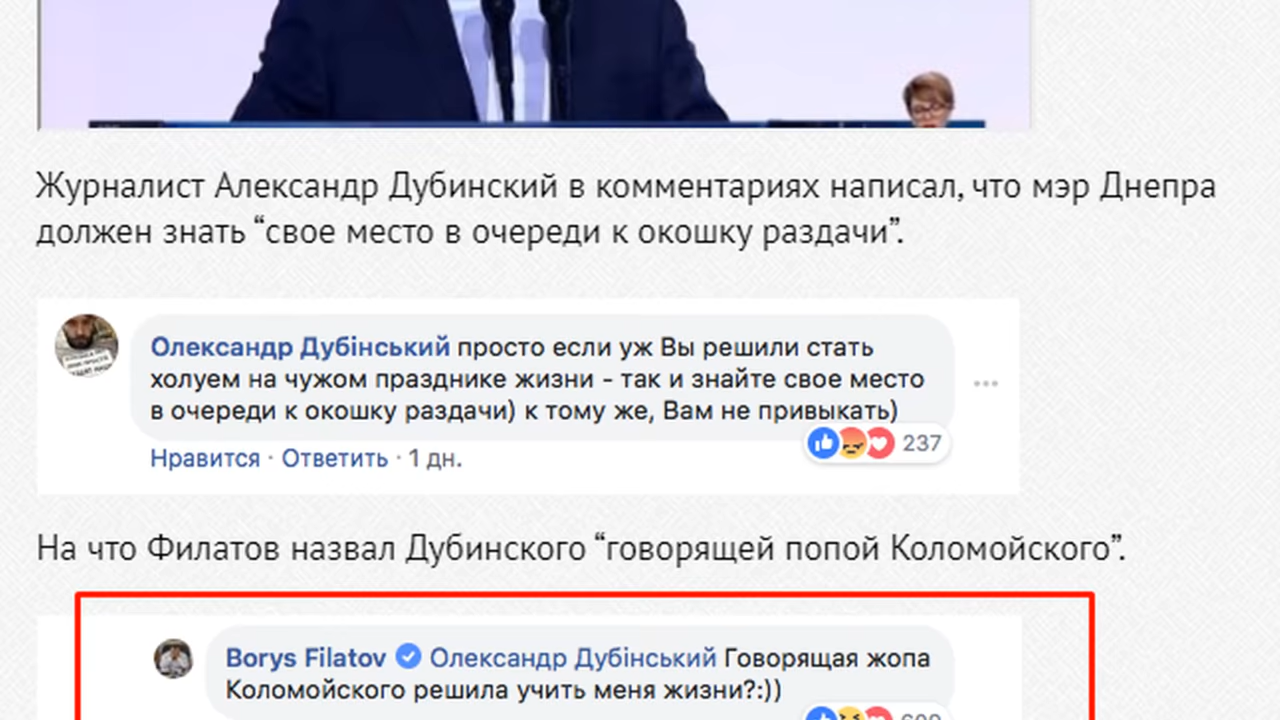 Журналист Александр Дубинский в комментариях написал, что мэр Днепра
должен знать “свое место в очереди к окошку раздачи”.
Олександр Дубінський просто если уж Вы решили стать
холуем на чужом празднике жизни - так и знайте свое место
в очереди к окошку раздачи) к тому же, Вам не привыкать)
237
Нравится · Ответить · 1 дн.
На что Филатов назвал Дубинского “говорящей попой Коломойского”.
Borys Filatov Олександр Дубінський Говорящая жопа
Коломойского решила учить меня жизни?:))